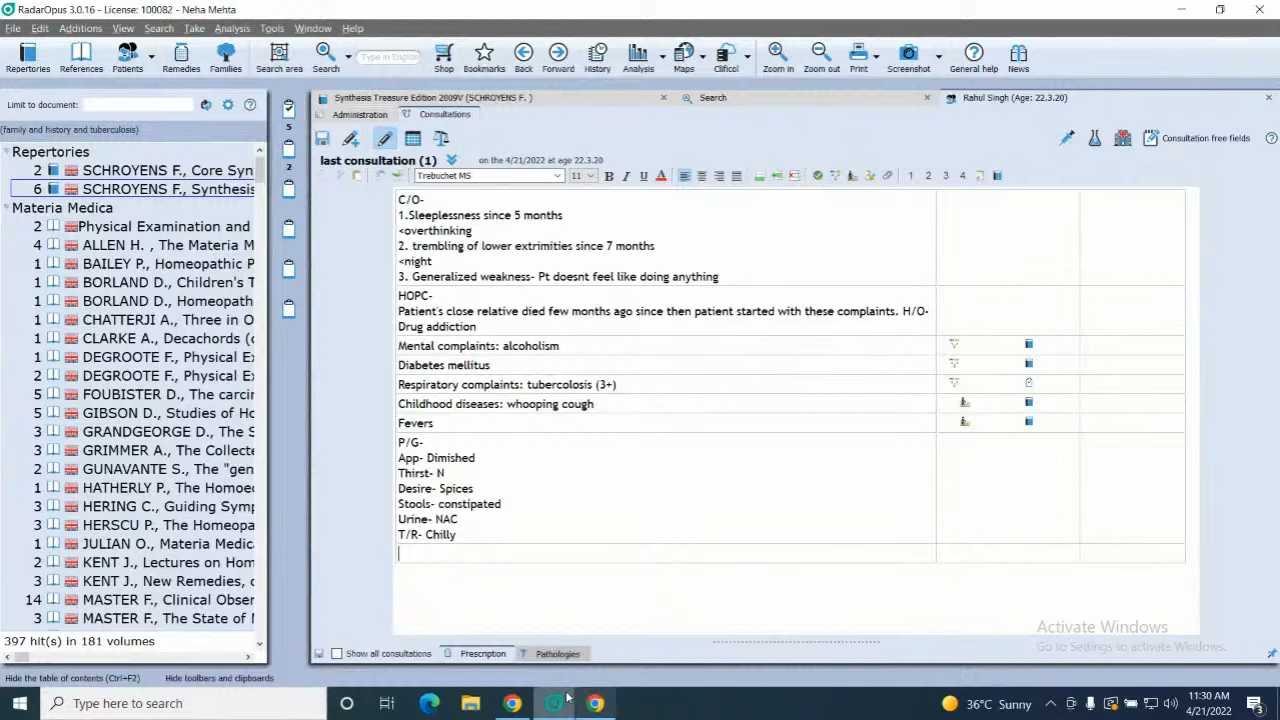 RadarOpus 3.0.16 - License: 100082 - Neha Mehta
File Edit Additions View Search Take Analysis Tools Window Help
Type in English
Repertories References Patients Remedies Families Search area Search Shop Bookmarks Back Forward History Analysis Maps Clificol Zoom in Zoom out Print Screenshot General help News
Limit to document:
(family and history and tuberculosis)
Repertories
2 SCHROYENS F., Core Syn
6 SCHROYENS F., Synthesis
Materia Medica
2 Physical Examination and
4 ALLEN H. , The Materia M
1 BAILEY P., Homeopathic P
1 BORLAND D., Children's T
1 BORLAND D., Homeopath
1 CHATTERJI A., Three in O
1 CLARKE A., Decachords (c
1 DEGROOTE F., Physical E
2 DEGROOTE F., Physical Ex
5 FOUBISTER D., The carcir
5 GIBSON D., Studies of Ho
3 GRANDGEORGE D., The S
3 GRIMMER A., The Collecte
2 GUNAVANTE S., The "gen
1 HATHERLY P., The Homoe
3 HERING C., Guiding Symp
3 HERSCU P., The Homeopa
1 JULIAN O., Materia Medic
2 KENT J., Lectures on Hom
3 KENT J., New Remedies, c
14 MASTER F., Clinical Obser
3 MASTER F., The State of M
397 hit(s) in 181 volumes
Hide the table of contents (Ctrl+F2) Hide toolbars and clipboards
5
2
Synthesis Treasure Edition 2009V (SCHROYENS F. ) Search Rahul Singh (Age: 22.3.20)
Administration Consultations
Consultation free fields
last consultation (1) on the 4/21/2022 at age 22.3.20
Trebuchet MS 11 B I U A 1 2 3 4
C/O-
1.Sleeplessness since 5 months
<overthinking
2. trembling of lower extrimities since 7 months
<night
3. Generalized weakness- Pt doesnt feel like doing anything
HOPC-
Patient's close relative died few months ago since then patient started with these complaints. H/O-
Drug addiction
Mental complaints: alcoholism
Diabetes mellitus
Respiratory complaints: tubercolosis (3+)
Childhood diseases: whooping cough
Fevers
P/G-
App- Dimished
Thirst- N
Desire- Spices
Stools- constipated
Urine- NAC
T/R- Chilly
Activate Windows
Go to Settings to activate Windows.
Show all consultations Prescription Pathologies
Type here to search
36°C Sunny
11:30 AM
4/21/2022
3